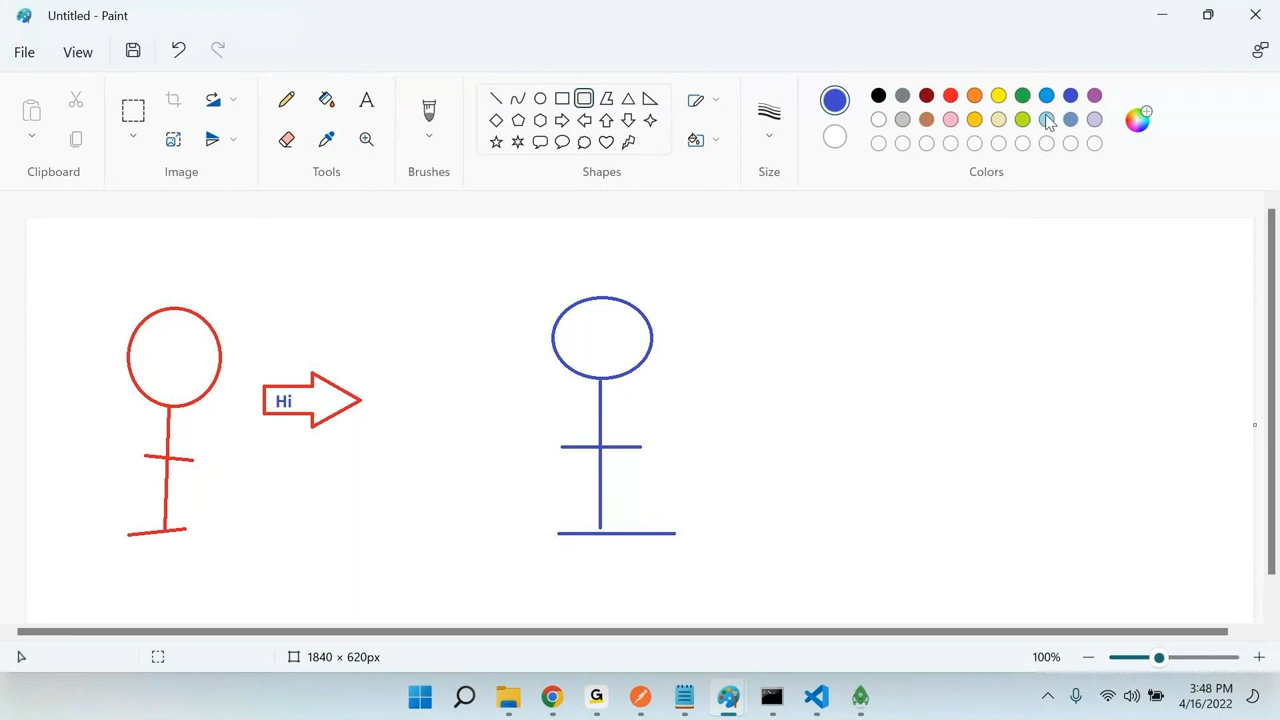 Untitled - Paint
File
View
A
Clipboard
Image
Tools
Brushes
Shapes
Size
Colors
Hi
1840 × 620px
100%
G
3:48 PM
4/16/2022